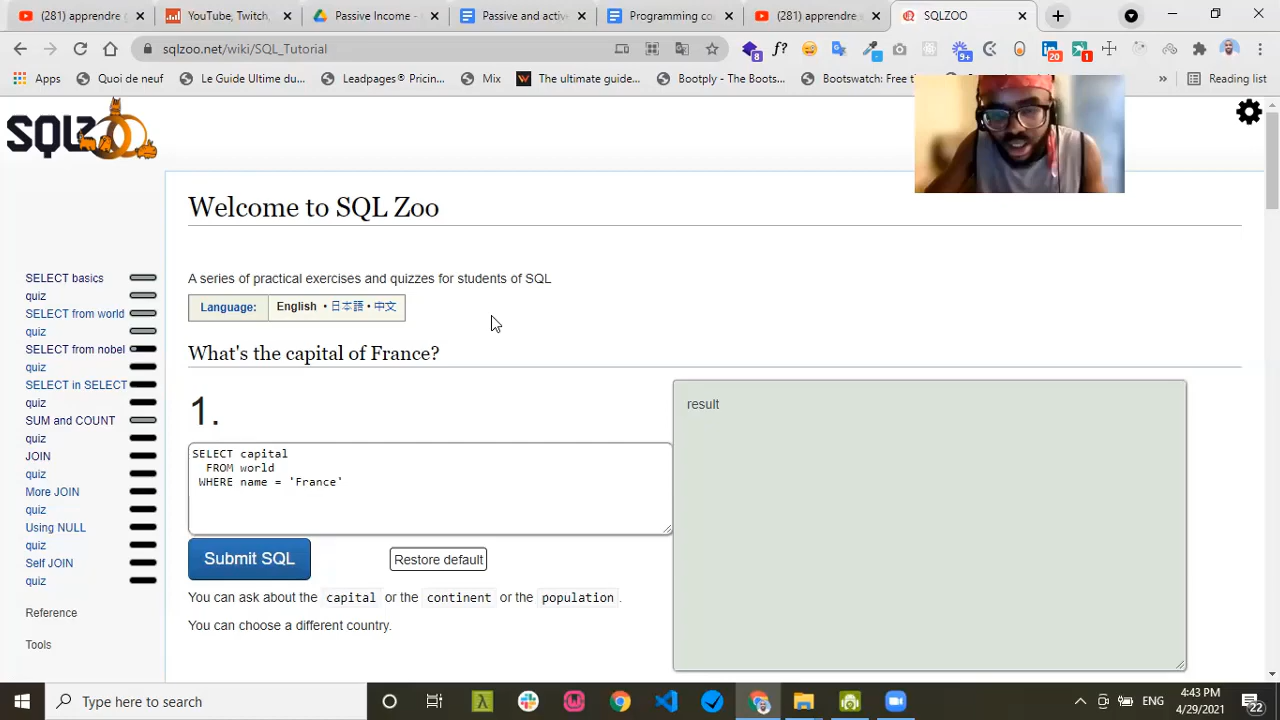 (281) apprendre s
YouTube, Twitch,
Passive Income -
Passive and activ
Programming co
(281) apprendre s
SQLZOO
sqlzoo.net/wiki/SQL_Tutorial
8
f?
9+
20
1
Apps
Quoi de neuf
Le Guide Ultime du...
Leadpages® Pricin...
Mix
The ultimate guide...
Bootply : The Boots...
Bootswatch: Free t
»
Reading list
SQLZOO
Welcome to SQL Zoo
A series of practical exercises and quizzes for students of SQL
Language: English • 日本語 • 中文
What's the capital of France?
1.
SELECT capital
FROM world
WHERE name = 'France'
result
Submit SQL
Restore default
You can ask about the capital or the continent or the population .
You can choose a different country.
SELECT basics
quiz
SELECT from world
quiz
SELECT from nobel
quiz
SELECT in SELECT
quiz
SUM and COUNT
quiz
JOIN
quiz
More JOIN
quiz
Using NULL
quiz
Self JOIN
quiz
Reference
Tools
Type here to search
ENG
4:43 PM
4/29/2021
22